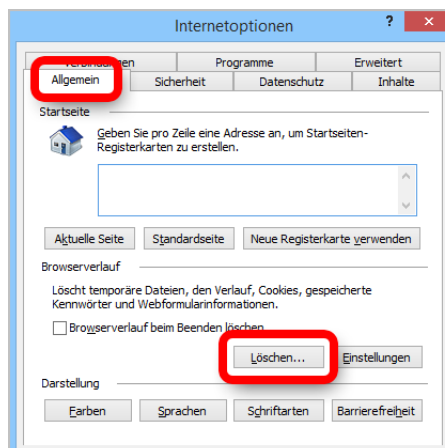 Internetoptionen
?
×
Verbindungen Programme Erweitert
Allgemein Sicherheit Datenschutz Inhalte
Startseite
Geben Sie pro Zeile eine Adresse an, um Startseiten-
Registerkarten zu erstellen.
Aktuelle Seite Standardseite Neue Registerkarte verwenden
Browserverlauf
Löscht temporäre Dateien, den Verlauf, Cookies, gespeicherte
Kennwörter und Webformularinformationen.
Browserverlauf beim Beenden löschen
Löschen... Einstellungen
Darstellung
Farben Sprachen Schriftarten Barrierefreiheit